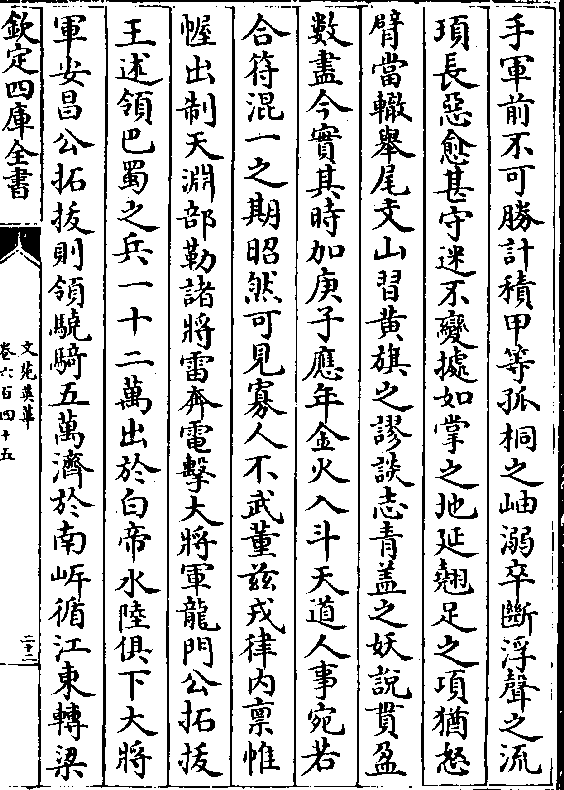 手軍前不可勝計積甲等孤桐之岫溺卒斷浮聲之流
項長惡愈甚守迷不變據如掌之地延翹足之項猶怒
臂當轍舉尾支山習黃旗之謬談志青盖之妖說貫盈
數盡今實其時加庚子應年金火入斗天道人事宛若
合符混一之期昭然可見寡人不武董兹戎律内禀帷
幄出制天淵部勒諸將雷奔電擊大將軍龍門公拓拔
王述領巴蜀之兵一十二萬出於白帝水陸俱下大將
軍安昌公拓拔則領驍騎五萬濟於南岍循江東轉梁
欽定四庫全書
文苑英華
卷六百四十五
二十二